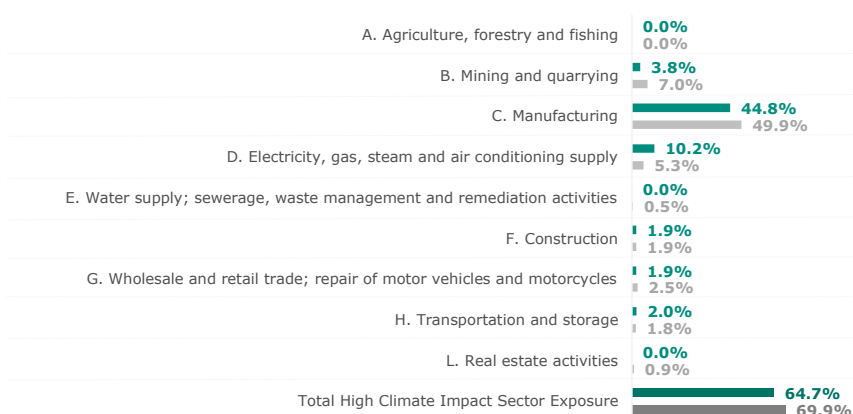 A. Agriculture, forestry and fishing
0.0%
0.0%
B. Mining and quarrying
3.8%
7.0%
C. Manufacturing
44.8%
49.9%
D. Electricity, gas, steam and air conditioning supply
10.2%
5.3%
E. Water supply; sewerage, waste management and remediation activities
0.0%
0.5%
F. Construction
1.9%
1.9%
G. Wholesale and retail trade; repair of motor vehicles and motorcycles
1.9%
2.5%
H. Transportation and storage
2.0%
1.8%
L. Real estate activities
0.0%
0.9%
Total High Climate Impact Sector Exposure
64.7%
69.9%